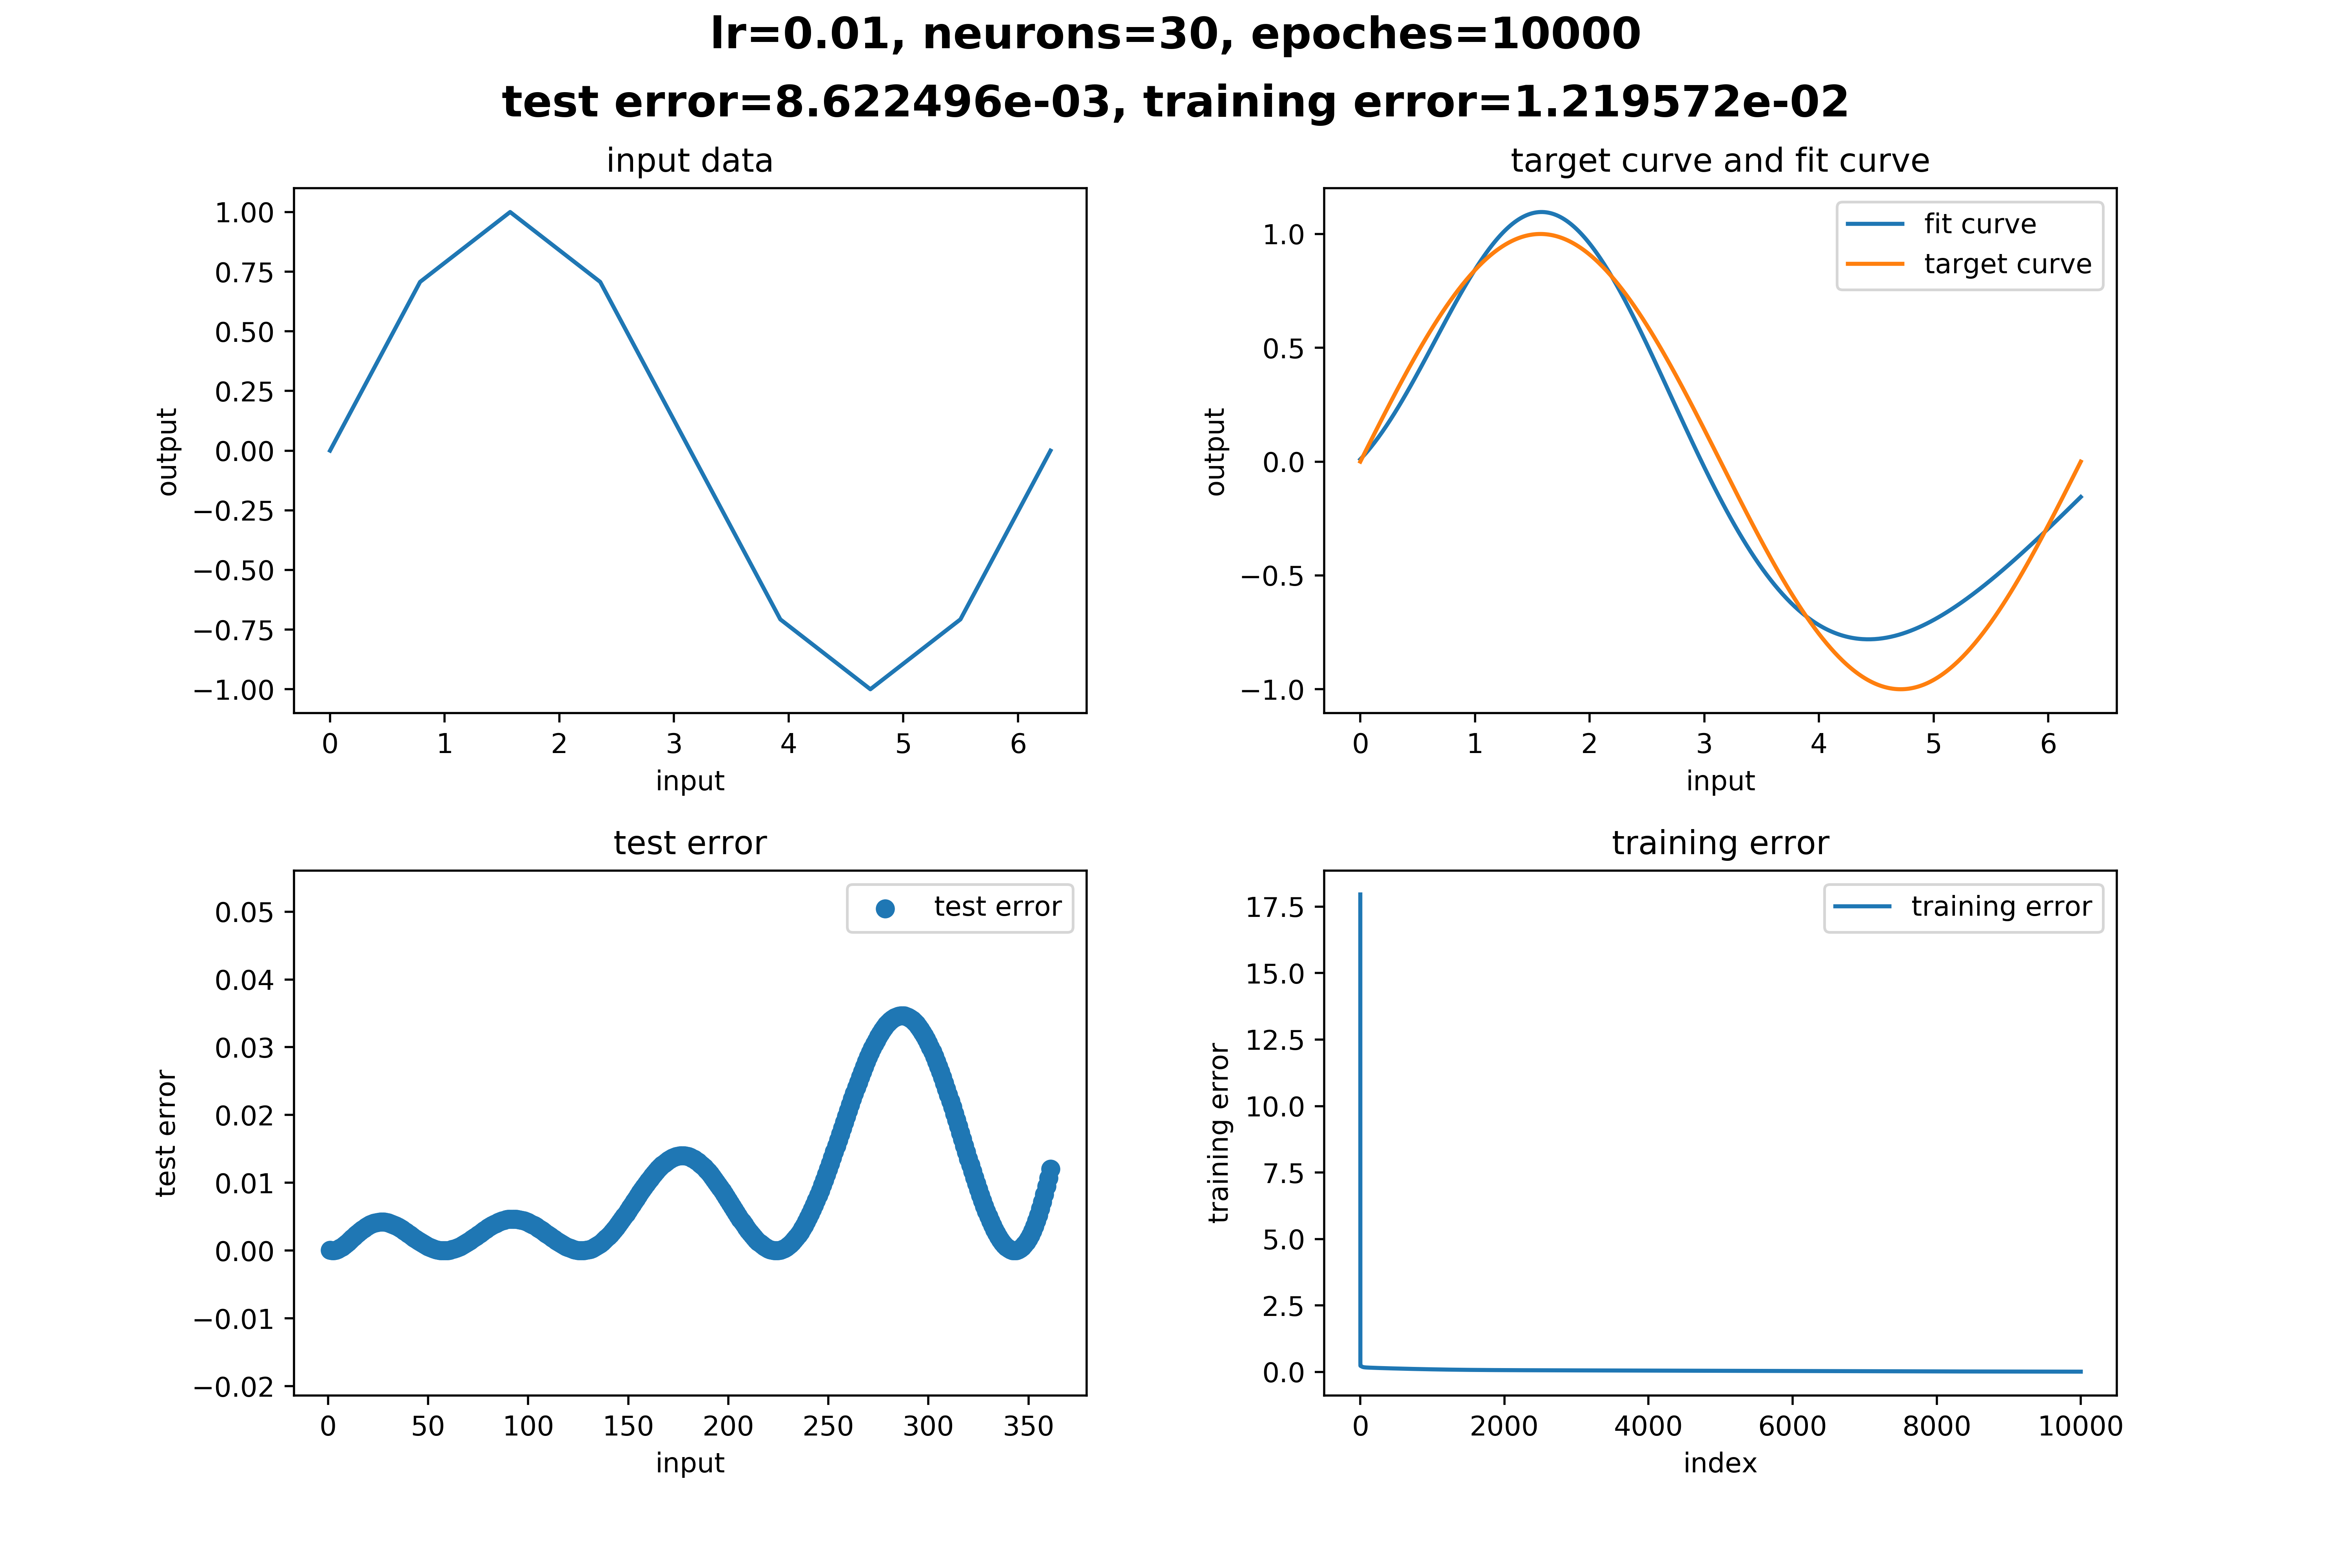 lr=0.01, neurons=30, epoches=10000
test error=8.622496e-03, training error=1.219572e-02
input data
1.00
0.75
0.50
0.25
0.00
−0.25
−0.50
−0.75
−1.00
output
0 1 2 3 4 5 6
input
target curve and fit curve
fit curve
target curve
1.0
0.5
0.0
−0.5
−1.0
output
0 1 2 3 4 5 6
input
test error
test error
0.05
0.04
0.03
0.02
0.01
0.00
−0.01
−0.02
test error
0 50 100 150 200 250 300 350
input
training error
training error
17.5
15.0
12.5
10.0
7.5
5.0
2.5
0.0
training error
0 2000 4000 6000 8000 10000
index